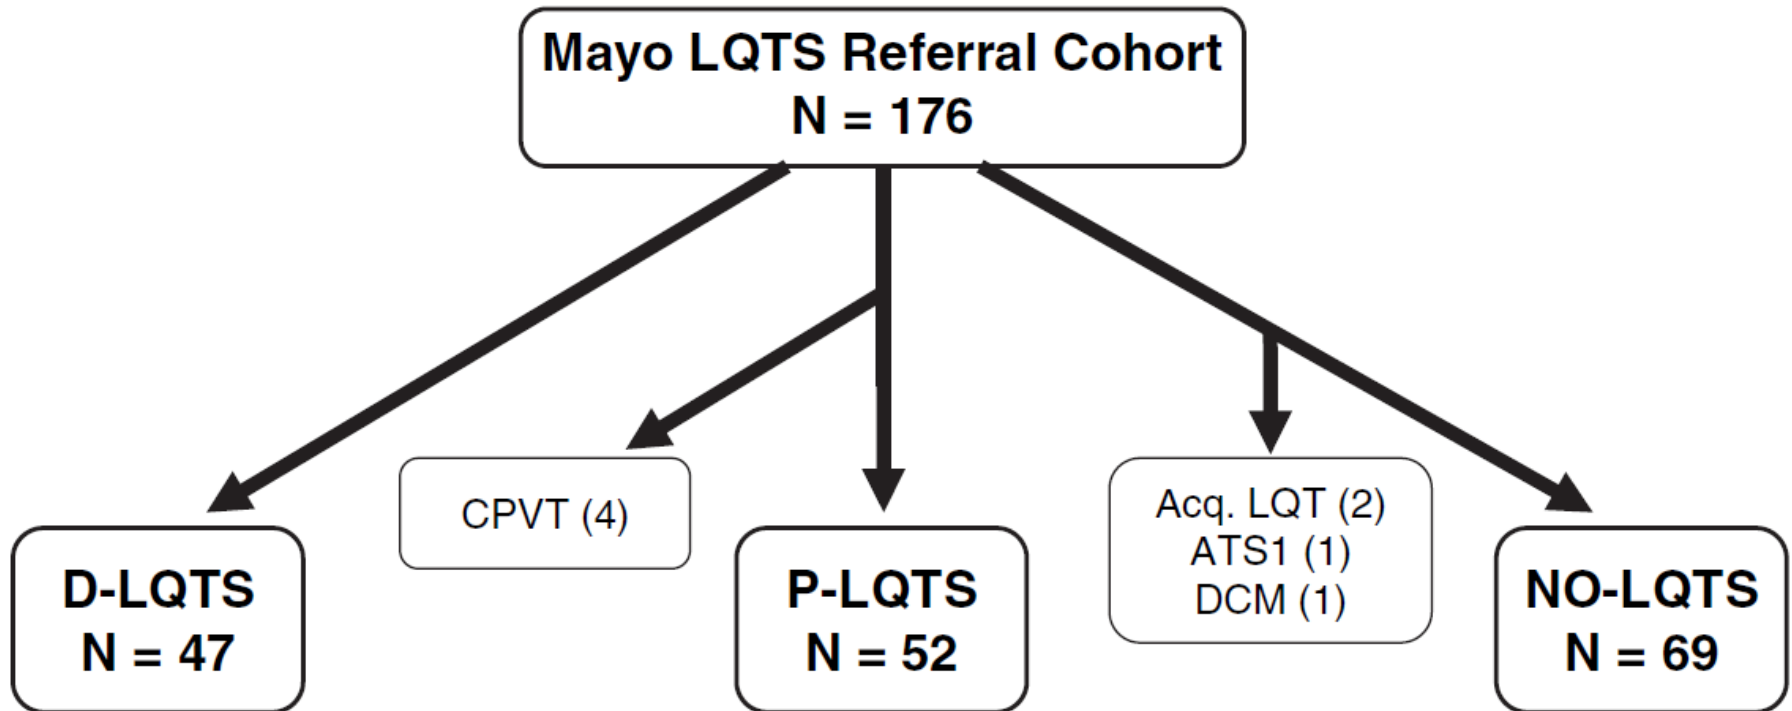 Mayo LQTS Referral Cohort
N = 176
CPVT (4)
Acq. LQT (2)
ATS1 (1)
DCM (1)
D-LQTS
N = 47
P-LQTS
N = 52
NO-LQTS
N = 69